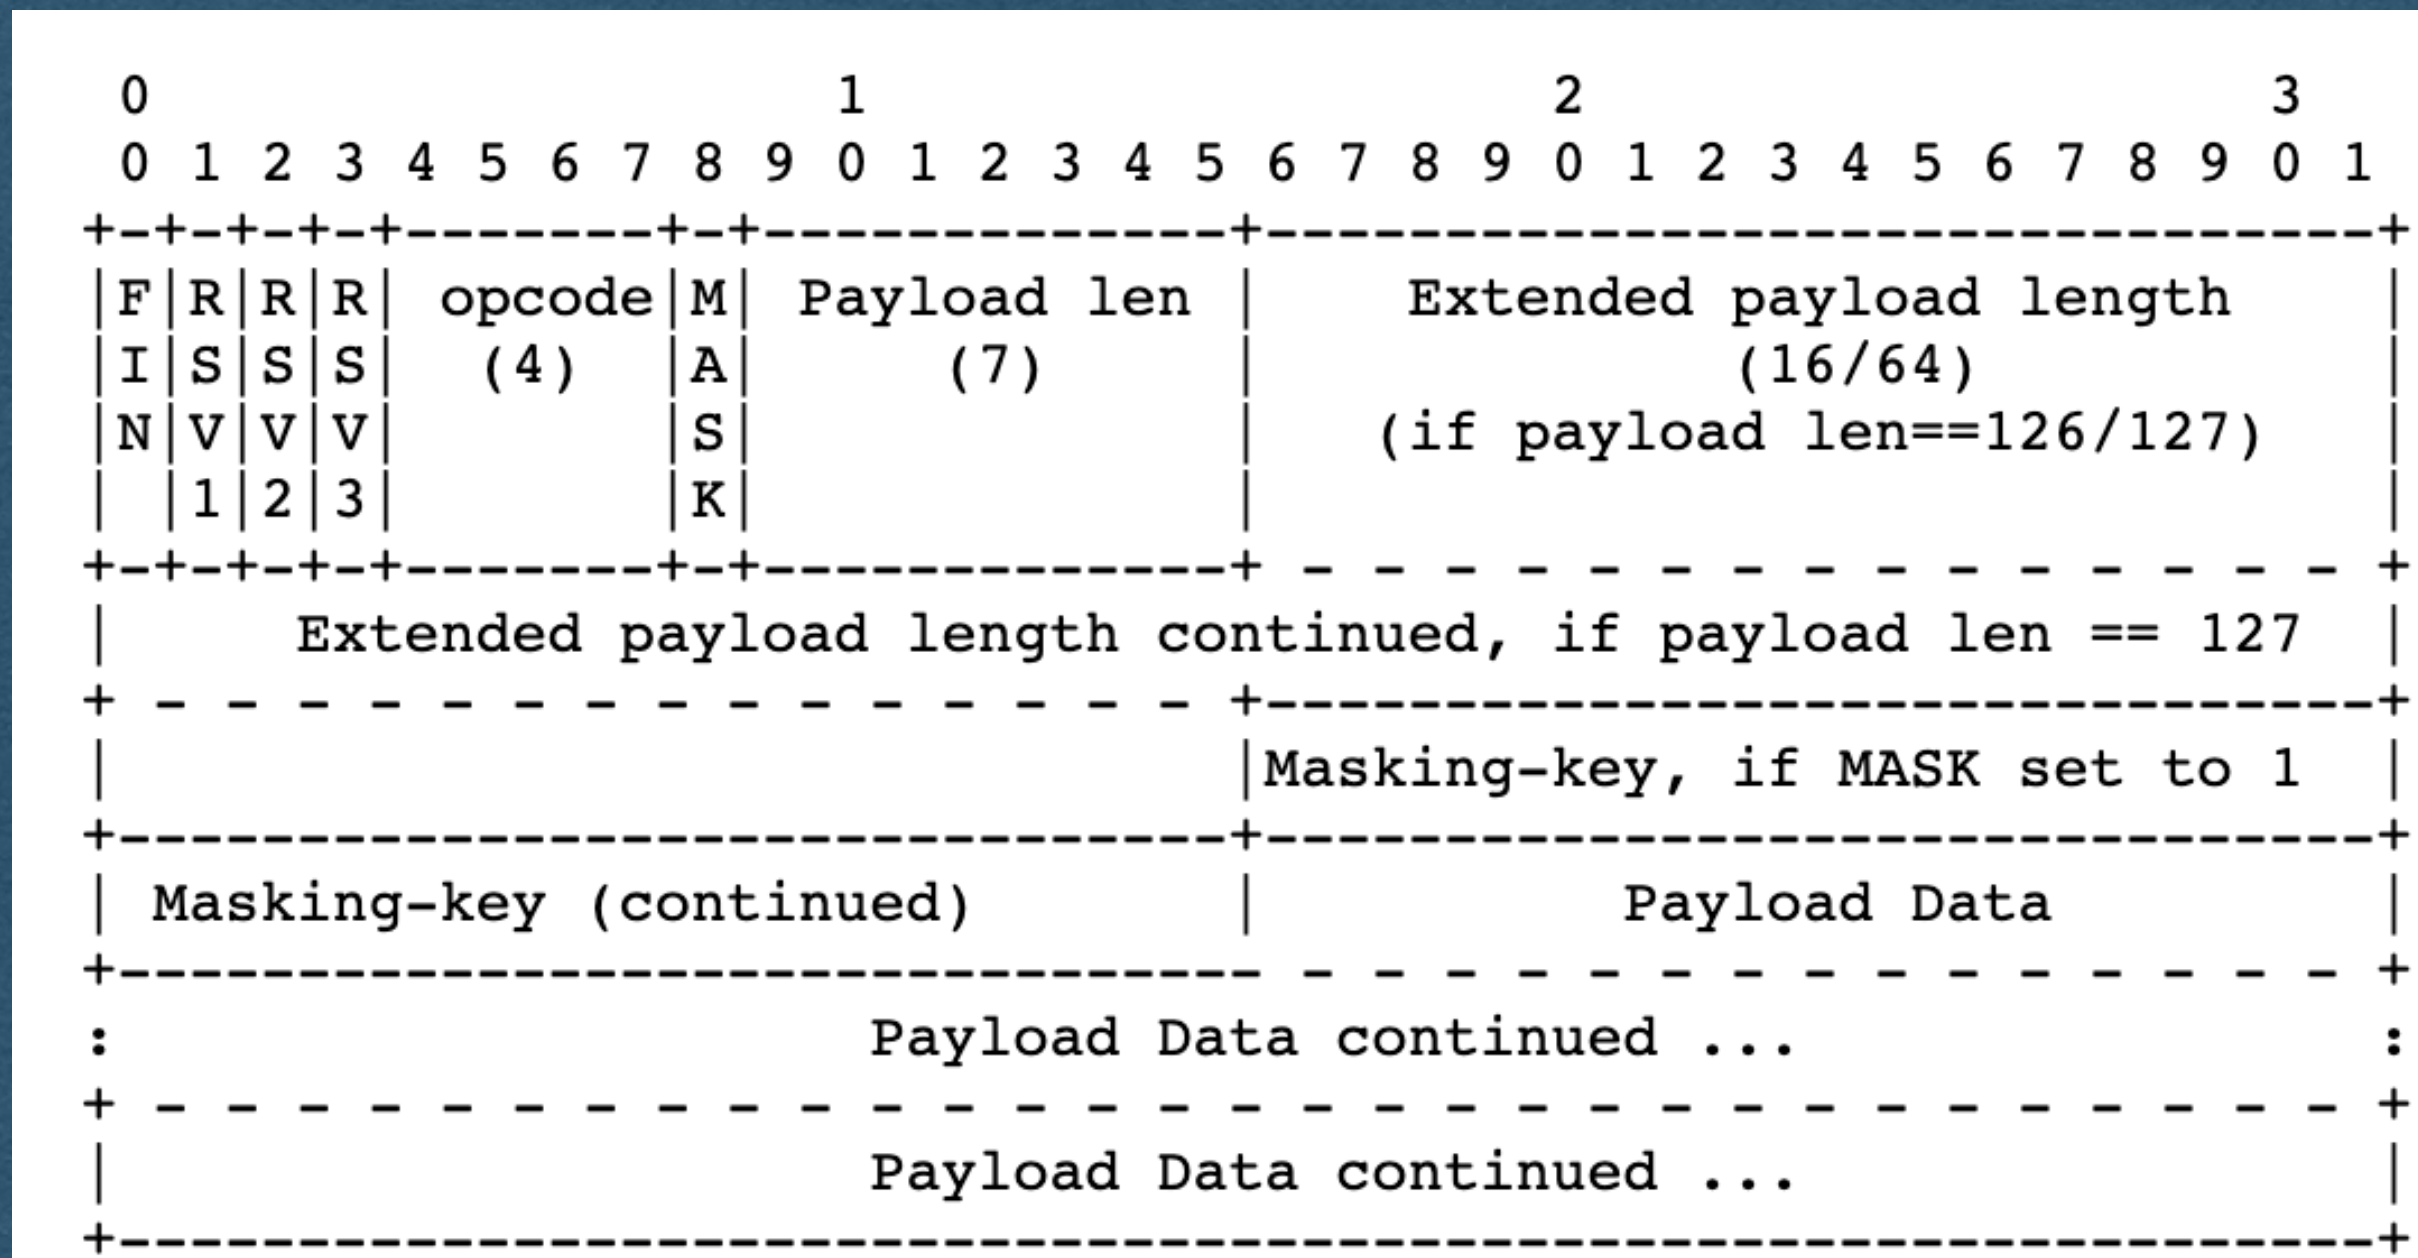 0                   1                   2                   3
 0 1 2 3 4 5 6 7 8 9 0 1 2 3 4 5 6 7 8 9 0 1 2 3 4 5 6 7 8 9 0 1
+-+-+-+-+-------+-+-------------+-------------------------------+
|F|R|R|R| opcode|M| Payload len |    Extended payload length    |
|I|S|S|S|  (4)  |A|     (7)     |             (16/64)           |
|N|V|V|V|       |S|             |   (if payload len==126/127)   |
| |1|2|3|       |K|             |                               |
+-+-+-+-+-------+-+-------------+ - - - - - - - - - - - - - - - +
|     Extended payload length continued, if payload len == 127  |
+ - - - - - - - - - - - - - - - +-------------------------------+
|                               |Masking-key, if MASK set to 1  |
+-------------------------------+-------------------------------+
| Masking-key (continued)       |          Payload Data         |
+-------------------------------- - - - - - - - - - - - - - - - +
:                     Payload Data continued ...                :
+ - - - - - - - - - - - - - - - - - - - - - - - - - - - - - - - +
|                     Payload Data continued ...                |
+---------------------------------------------------------------+